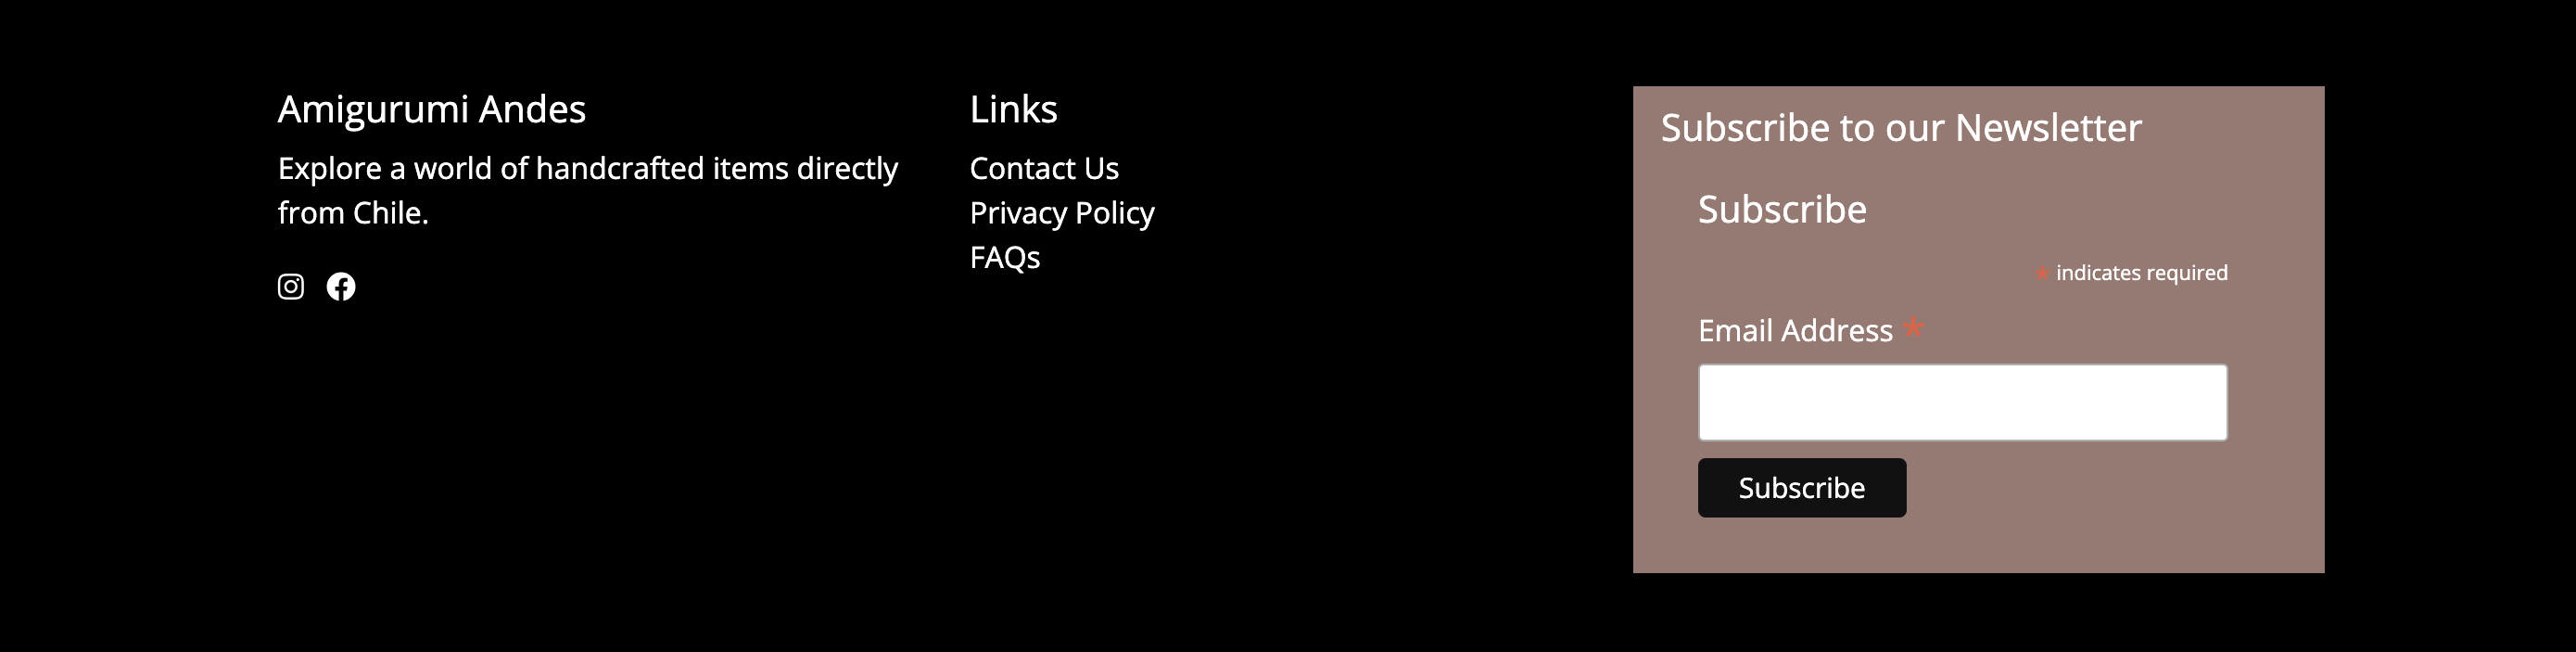 Amigurumi Andes
Explore a world of handcrafted items directly
from Chile.
Links
Contact Us
Privacy Policy
FAQs
Subscribe to our Newsletter
Subscribe
* indicates required
Email Address *
Subscribe